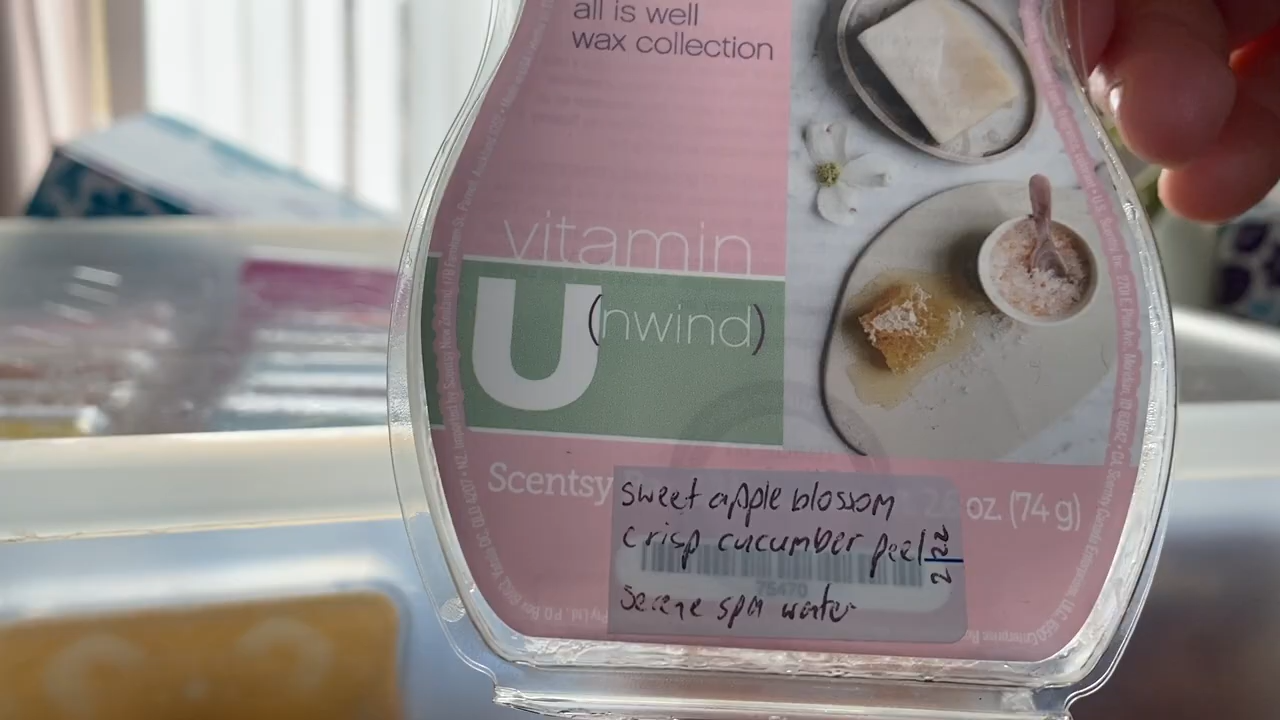 all is well
wax collection
vitamin
U(nwind)
Scentsy
oz. (74 g)
sweet apple blossom
crisp cucumber peel
2/22
75470
Serene spa water